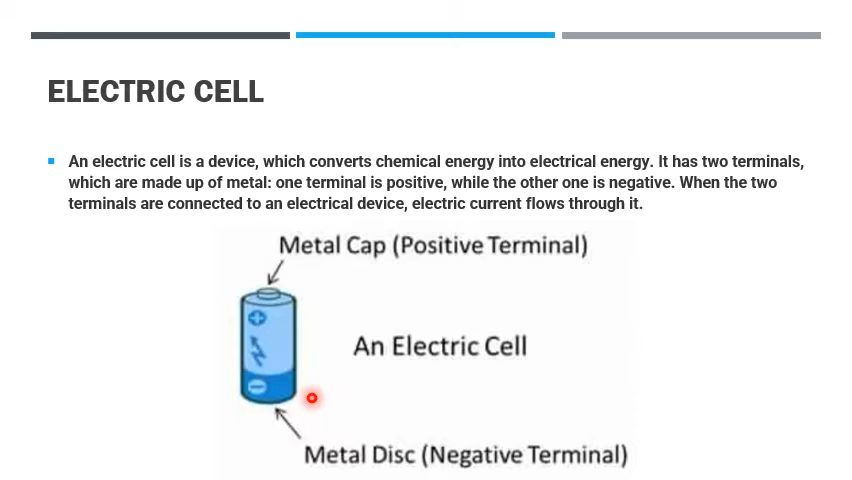 ELECTRIC CELL
An electric cell is a device, which converts chemical energy into electrical energy. It has two terminals,
which are made up of metal: one terminal is positive, while the other one is negative. When the two
terminals are connected to an electrical device, electric current flows through it.
Metal Cap (Positive Terminal)
An Electric Cell
Metal Disc (Negative Terminal)